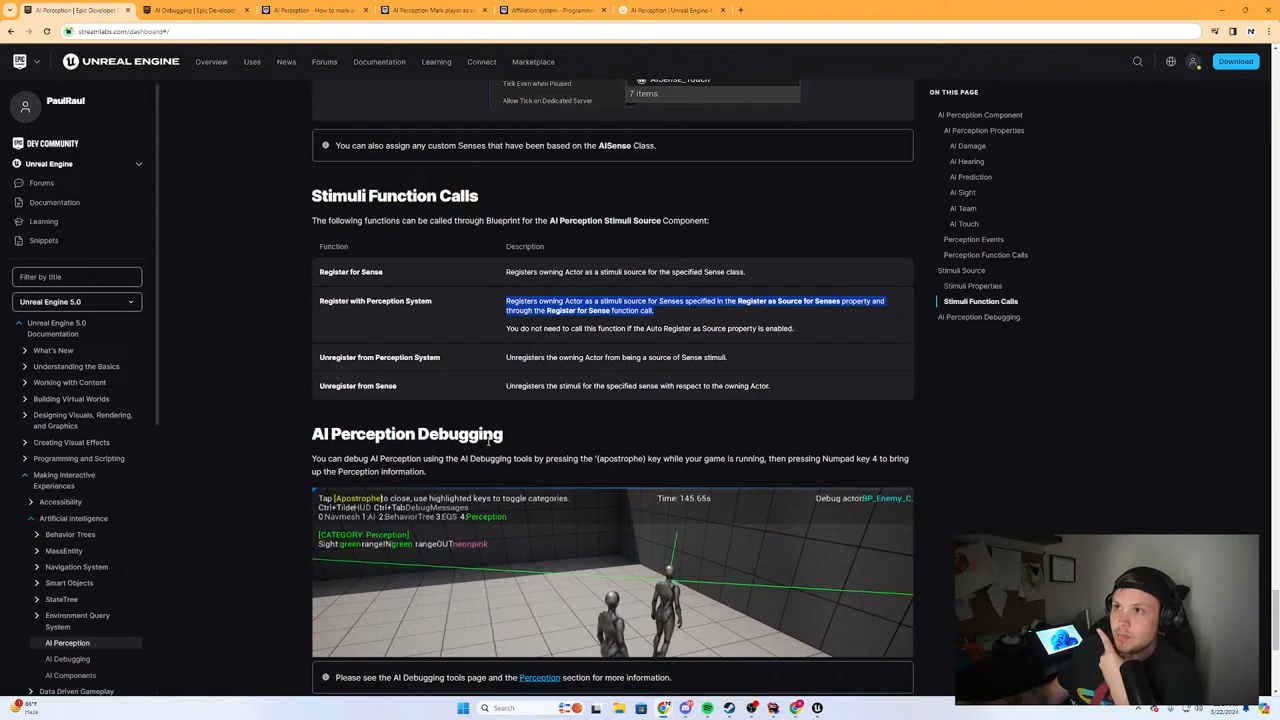 AI Perception | Epic Developer
AI Debugging | Epic Developers
AI Perception - How to mark a
AI Perception Mark player as e
Affiliation system - Programmin
AI Perception | Unreal Engine 4
streamlabs.com/dashboard#/
UNREAL ENGINE
Overview
Uses
News
Forums
Documentation
Learning
Connect
Marketplace
Download
PaulRaul
EPIC DEV COMMUNITY
Unreal Engine
Forums
Documentation
Learning
Snippets
Filter by title
Unreal Engine 5.0
Unreal Engine 5.0
Documentation
What's New
Understanding the Basics
Working with Content
Building Virtual Worlds
Designing Visuals, Rendering,
and Graphics
Creating Visual Effects
Programming and Scripting
Making Interactive
Experiences
Accessibility
Artificial Intelligence
Behavior Trees
MassEntity
Navigation System
Smart Objects
StateTree
Environment Query
System
AI Perception
AI Debugging
AI Components
Data Driven Gameplay
Tick Even when Paused
AISense_Touch
7 items
Allow Tick on Dedicated Server
You can also assign any custom Senses that have been based on the AISense Class.
Stimuli Function Calls
The following functions can be called through Blueprint for the AI Perception Stimuli Source Component:
Function
Description
Register for Sense
Registers owning Actor as a stimuli source for the specified Sense class.
Register with Perception System
Registers owning Actor as a stimuli source for Senses specified in the Register as Source for Senses property and
through the Register for Sense function call.
You do not need to call this function if the Auto Register as Source property is enabled.
Unregister from Perception System
Unregisters the owning Actor from being a source of Sense stimuli.
Unregister from Sense
Unregisters the stimuli for the specified sense with respect to the owning Actor.
AI Perception Debugging
You can debug AI Perception using the AI Debugging tools by pressing the '(apostrophe) key while your game is running, then pressing Numpad key 4 to bring
up the Perception information.
Tap [Apostrophe] to close, use highlighted keys to toggle categories.
Time: 145.65s
Debug actor BP_Enemy_C_
Ctrl+Tilde HUD Ctrl+Tab DebugMessages
0:Navmesh 1:AI 2:BehaviorTree 3:EQS 4:Perception
[CATEGORY: Perception]
Sight: green rangeIN:green rangeOUT neonpink
Please see the AI Debugging tools page and the Perception section for more information.
ON THIS PAGE
AI Perception Component
AI Perception Properties
AI Damage
AI Hearing
AI Prediction
AI Sight
AI Team
AI Touch
Perception Events
Perception Function Calls
Stimuli Source
Stimuli Properties
Stimuli Function Calls
AI Perception Debugging
66°F
Haze
Search
5/22/2024